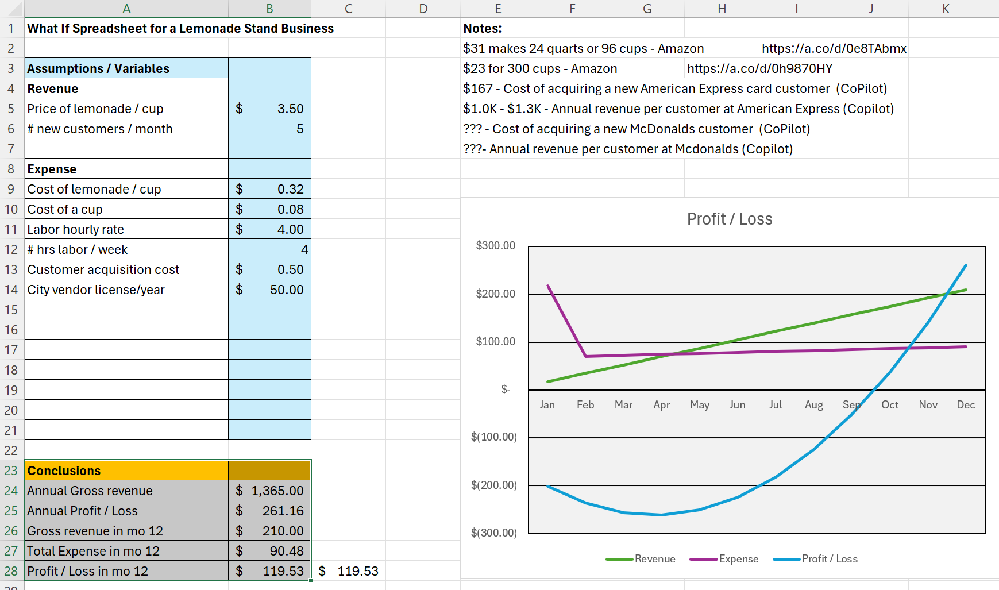 A B C D E F G H I J K
1 What If Spreadsheet for a Lemonade Stand Business Notes:
2 $31 makes 24 quarts or 96 cups - Amazon https://a.co/d/0e8TAbmx
3 Assumptions / Variables $23 for 300 cups - Amazon https://a.co/d/0h987OHY
4 Revenue $167 - Cost of acquiring a new American Express card customer (CoPilot)
5 Price of lemonade / cup $ 3.50 $1.0K - $1.3K - Annual revenue per customer at American Express (Copilot)
6 # new customers / month 5 ??? - Cost of acquiring a new McDonalds customer (CoPilot)
7 ???- Annual revenue per customer at Mcdonalds (Copilot)
8 Expense
9 Cost of lemonade / cup $ 0.32
10 Cost of a cup $ 0.08
11 Labor hourly rate $ 4.00
12 # hrs labor / week 4
13 Customer acquisition cost $ 0.50
14 City vendor license/year $ 50.00
15
16
17
18
19
20
21
22
23 Conclusions
24 Annual Gross revenue $ 1,365.00
25 Annual Profit / Loss $ 261.16
26 Gross revenue in mo 12 $ 210.00
27 Total Expense in mo 12 $ 90.48
28 Profit / Loss in mo 12 $ 119.53 $ 119.53
Profit / Loss
$300.00
$200.00
$100.00
$-
Jan Feb Mar Apr May Jun Jul Aug Sep Oct Nov Dec
$(100.00)
$(200.00)
$(300.00)
Revenue Expense Profit / Loss